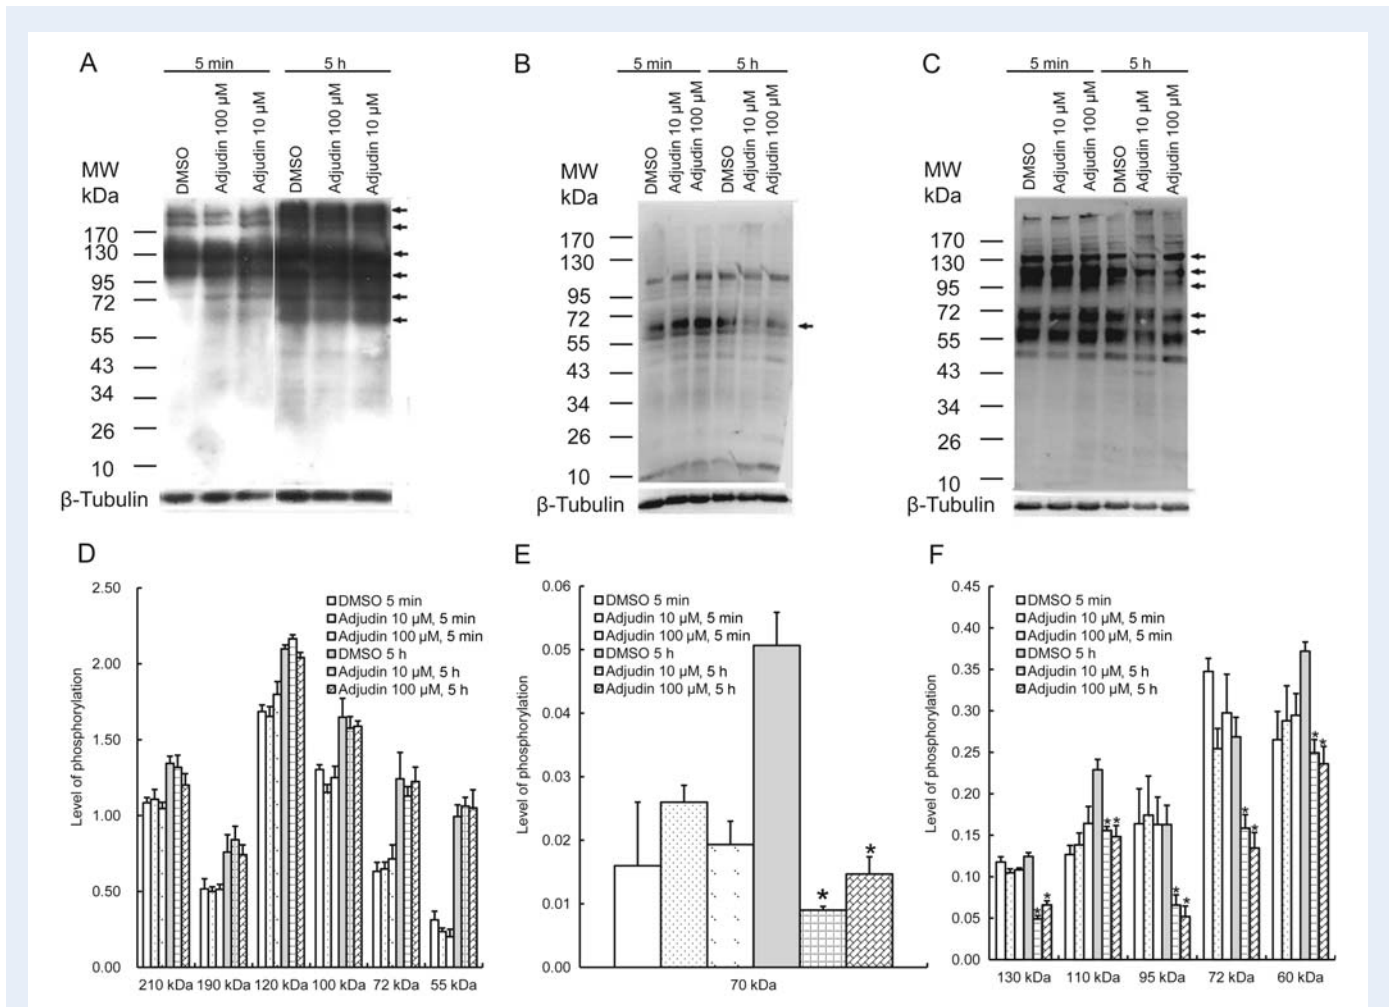 A
5 min 5 h
DMSO
Adjudin 100 µM
Adjudin 10 µM
DMSO
Adjudin 100 µM
Adjudin 10 µM
MW
kDa
170
130
95
72
55
43
34
26
10
β-Tubulin
B
5 min 5 h
DMSO
Adjudin 10 µM
Adjudin 100 µM
DMSO
Adjudin 10 µM
Adjudin 100 µM
MW
kDa
170
130
95
72
55
43
34
26
10
β-Tubulin
C
5 min 5 h
DMSO
Adjudin 10 µM
Adjudin 100 µM
DMSO
Adjudin 10 µM
Adjudin 100 µM
MW
kDa
170
130
95
72
55
43
34
26
10
β-Tubulin
D
Level of phosphorylation
2.50
2.00
1.50
1.00
0.50
0.00
DMSO 5 min
Adjudin 10 µM, 5 min
Adjudin 100 µM, 5 min
DMSO 5 h
Adjudin 10 µM, 5 h
Adjudin 100 µM, 5 h
210 kDa 190 kDa 120 kDa 100 kDa 72 kDa 55 kDa
E
Level of phosphorylation
0.06
0.05
0.04
0.03
0.02
0.01
0.00
DMSO 5 min
Adjudin 10 µM, 5 min
Adjudin 100 µM, 5 min
DMSO 5 h
Adjudin 10 µM, 5 h
Adjudin 100 µM, 5 h
* *
70 kDa
F
Level of phosphorylation
0.45
0.40
0.35
0.30
0.25
0.20
0.15
0.10
0.05
0.00
DMSO 5 min
Adjudin 10 µM, 5 min
Adjudin 100 µM, 5 min
DMSO 5 h
Adjudin 10 µM, 5 h
Adjudin 100 µM, 5 h
* * * * * * * * * *
130 kDa 110 kDa 95 kDa 72 kDa 60 kDa